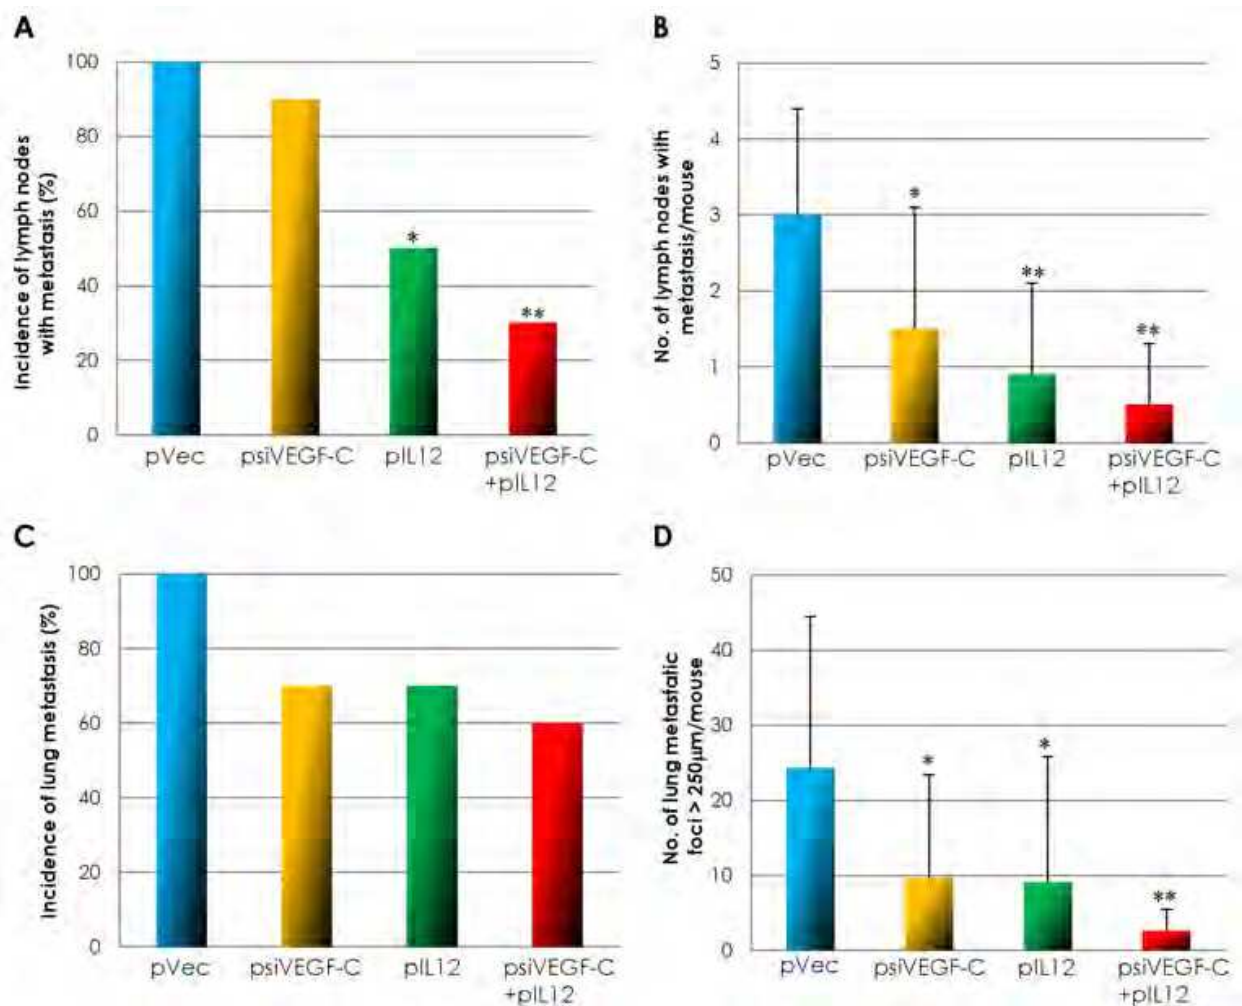 A
Incidence of lymph nodes
with metastasis (%)
100
80
60
40
20
0
*
**
pVec
psiVEGF-C
pIL12
psiVEGF-C
+pIL12
B
No. of lymph nodes with
metastasis/mouse
5
4
3
2
1
0
*
**
**
pVec
psiVEGF-C
pIL12
psiVEGF-C
+pIL12
C
Incidence of lung metastasis (%)
100
80
60
40
20
0
pVec
psiVEGF-C
pIL12
psiVEGF-C
+pIL12
D
No. of lung metastatic
foci > 250μm/mouse
50
40
30
20
10
0
*
*
**
pVec
psiVEGF-C
pIL12
psiVEGF-C
+pIL12